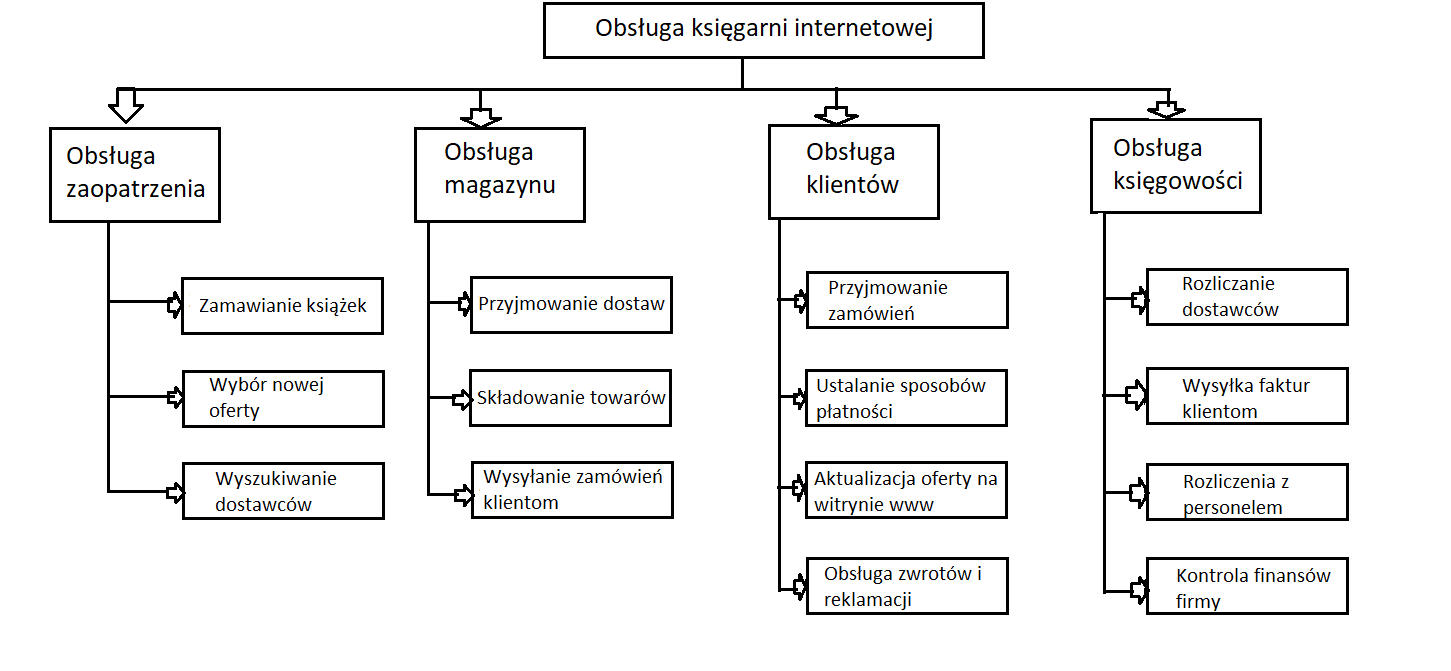 Obsługa księgarni internetowej
Obsługa
zaopatrzenia
Zamawianie książek
Wybór nowej
oferty
Wyszukiwanie
dostawców
Obsługa
magazynu
Przyjmowanie dostaw
Składowanie towarów
Wysyłanie zamówień
klientom
Obsługa
klientów
Przyjmowanie
zamówień
Ustalanie sposobów
płatności
Aktualizacja oferty na
witrynie www
Obsługa zwrotów i
reklamacji
Obsługa
księgowości
Rozliczanie
dostawców
Wysyłka faktur
klientom
Rozliczenia z
personelem
Kontrola finansów
firmy